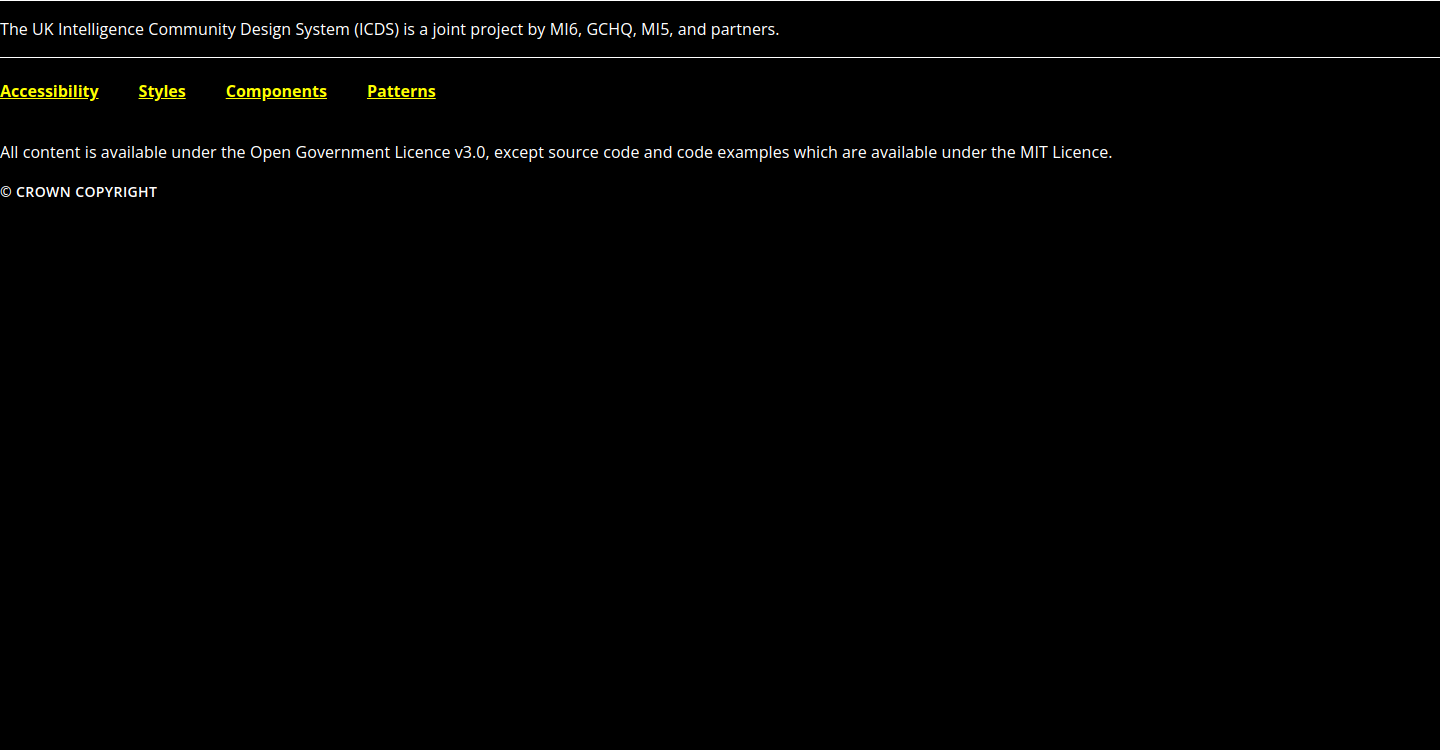 The UK Intelligence Community Design System (ICDS) is a joint project by MI6, GCHQ, MI5, and partners.
Accessibility Styles Components Patterns
All content is available under the Open Government Licence v3.0, except source code and code examples which are available under the MIT Licence.
© CROWN COPYRIGHT